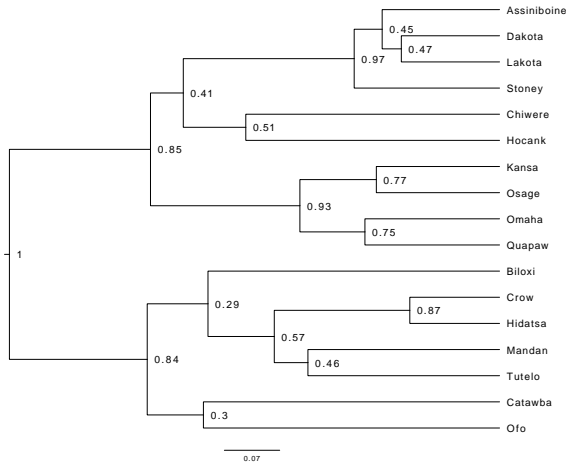 Assiniboine
0.45
Dakota
0.47
Lakota
0.97
Stoney
0.41
Chiwere
0.51
Hocank
0.85
Kansa
0.77
Osage
0.93
Omaha
0.75
Quapaw
1
Biloxi
0.29
Crow
0.87
Hidatsa
0.57
Mandan
0.46
Tutelo
0.84
Catawba
0.3
Ofo
0.07